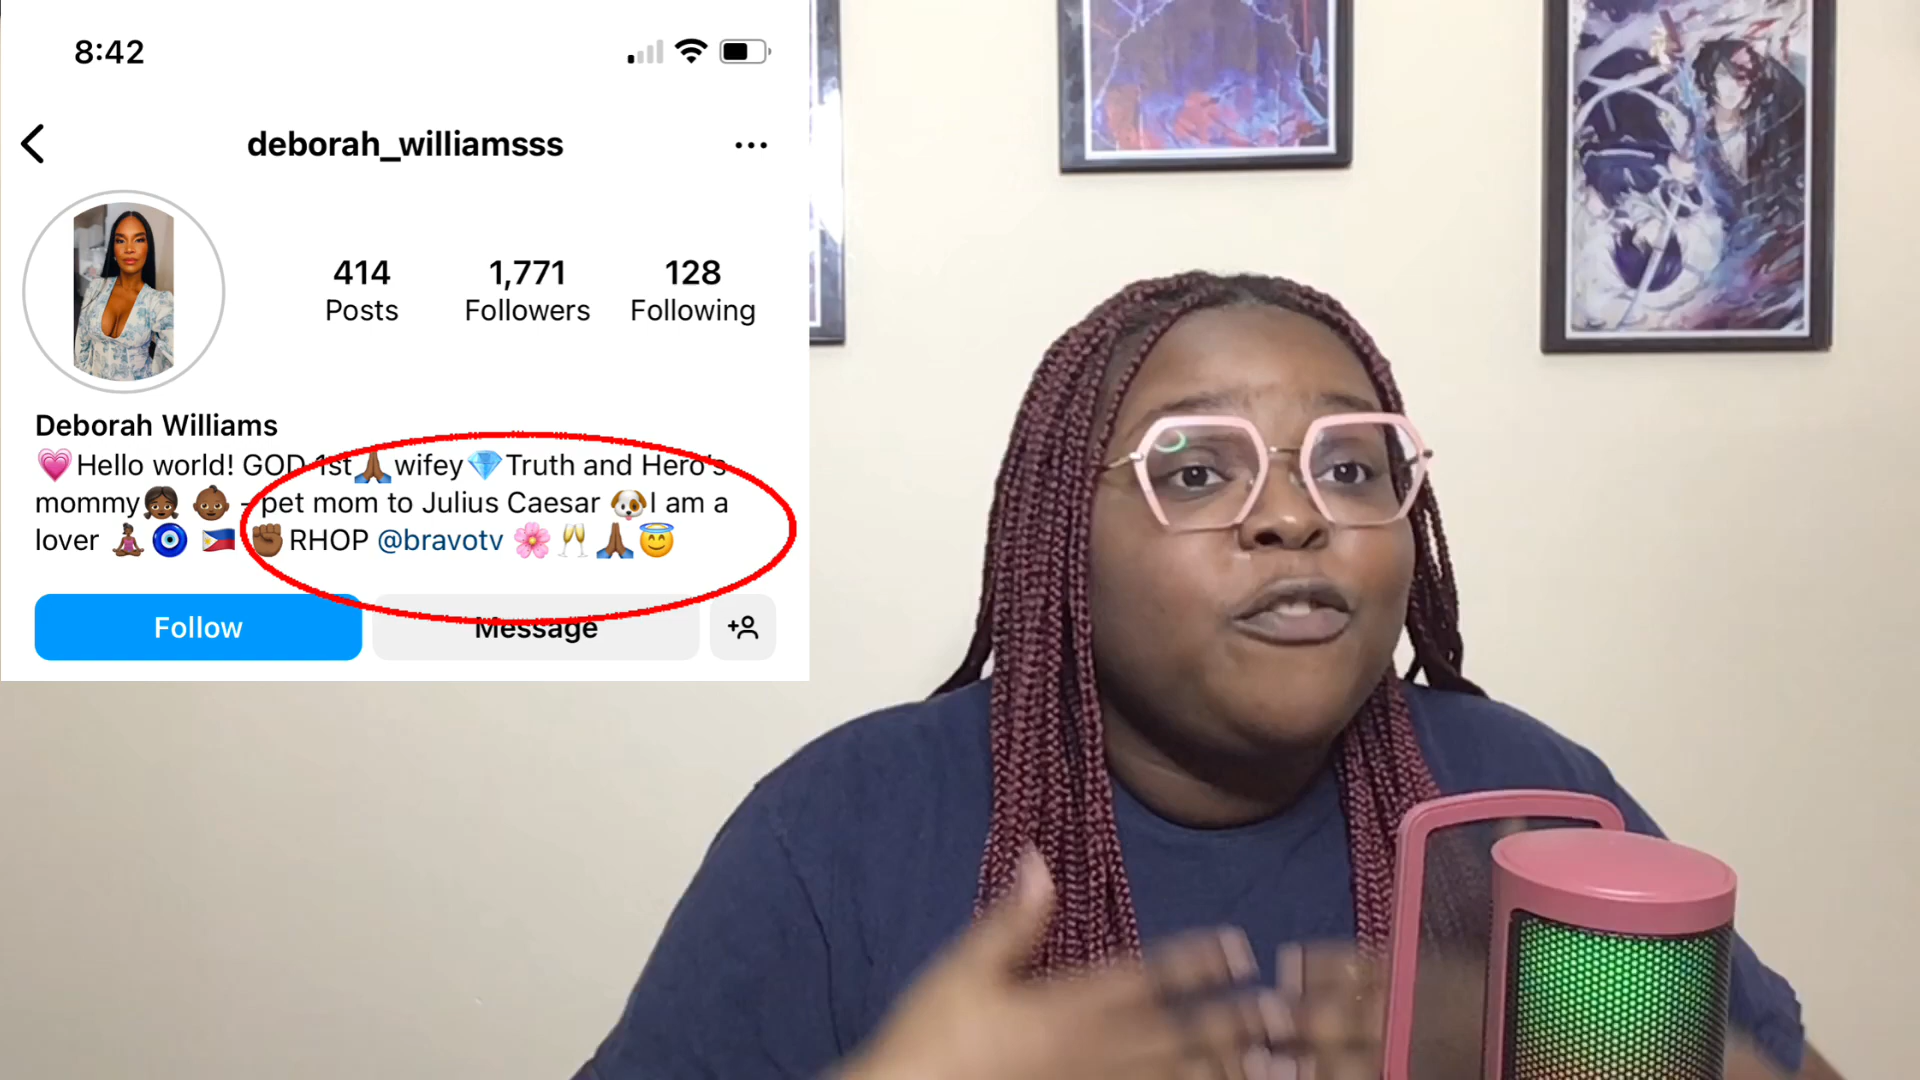 8:42
deborah_williamsss
414
Posts
1,771
Followers
128
Following
Deborah Williams
💗Hello world! GOD 1st🙏🏾wifey💎Truth and Hero's
mommy👧🏾 👶🏾 - pet mom to Julius Caesar 🐶I am a
lover 🧘🏾‍♀️🧿 🇵🇭 ✊🏾RHOP @bravotv 🌸🥂🙏🏾😇
Follow
Message